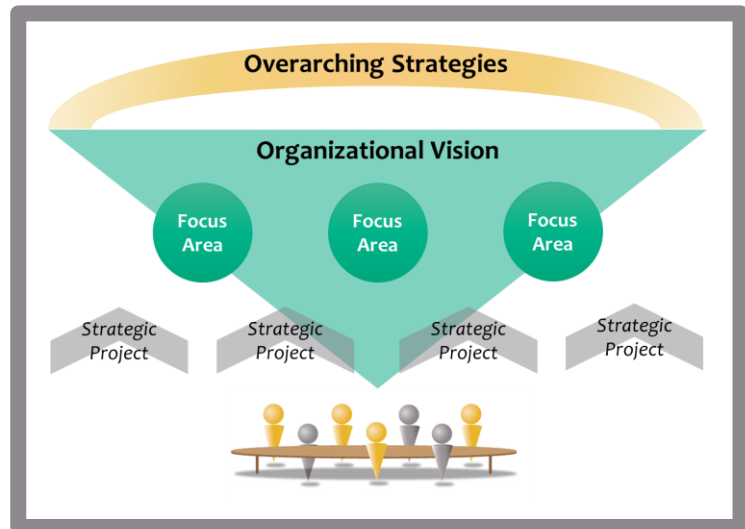 Overarching Strategies
Organizational Vision
Focus
Area
Focus
Area
Focus
Area
Strategic
Project
Strategic
Project
Strategic
Project
Strategic
Project